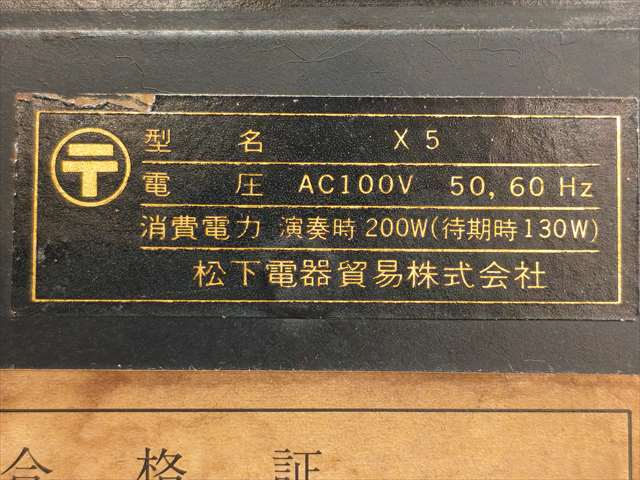 〒
型名 X5
電圧 AC100V 50, 60 Hz
消費電力 演奏時 200W(待期時 130W)
松下電器貿易株式会社
合格証